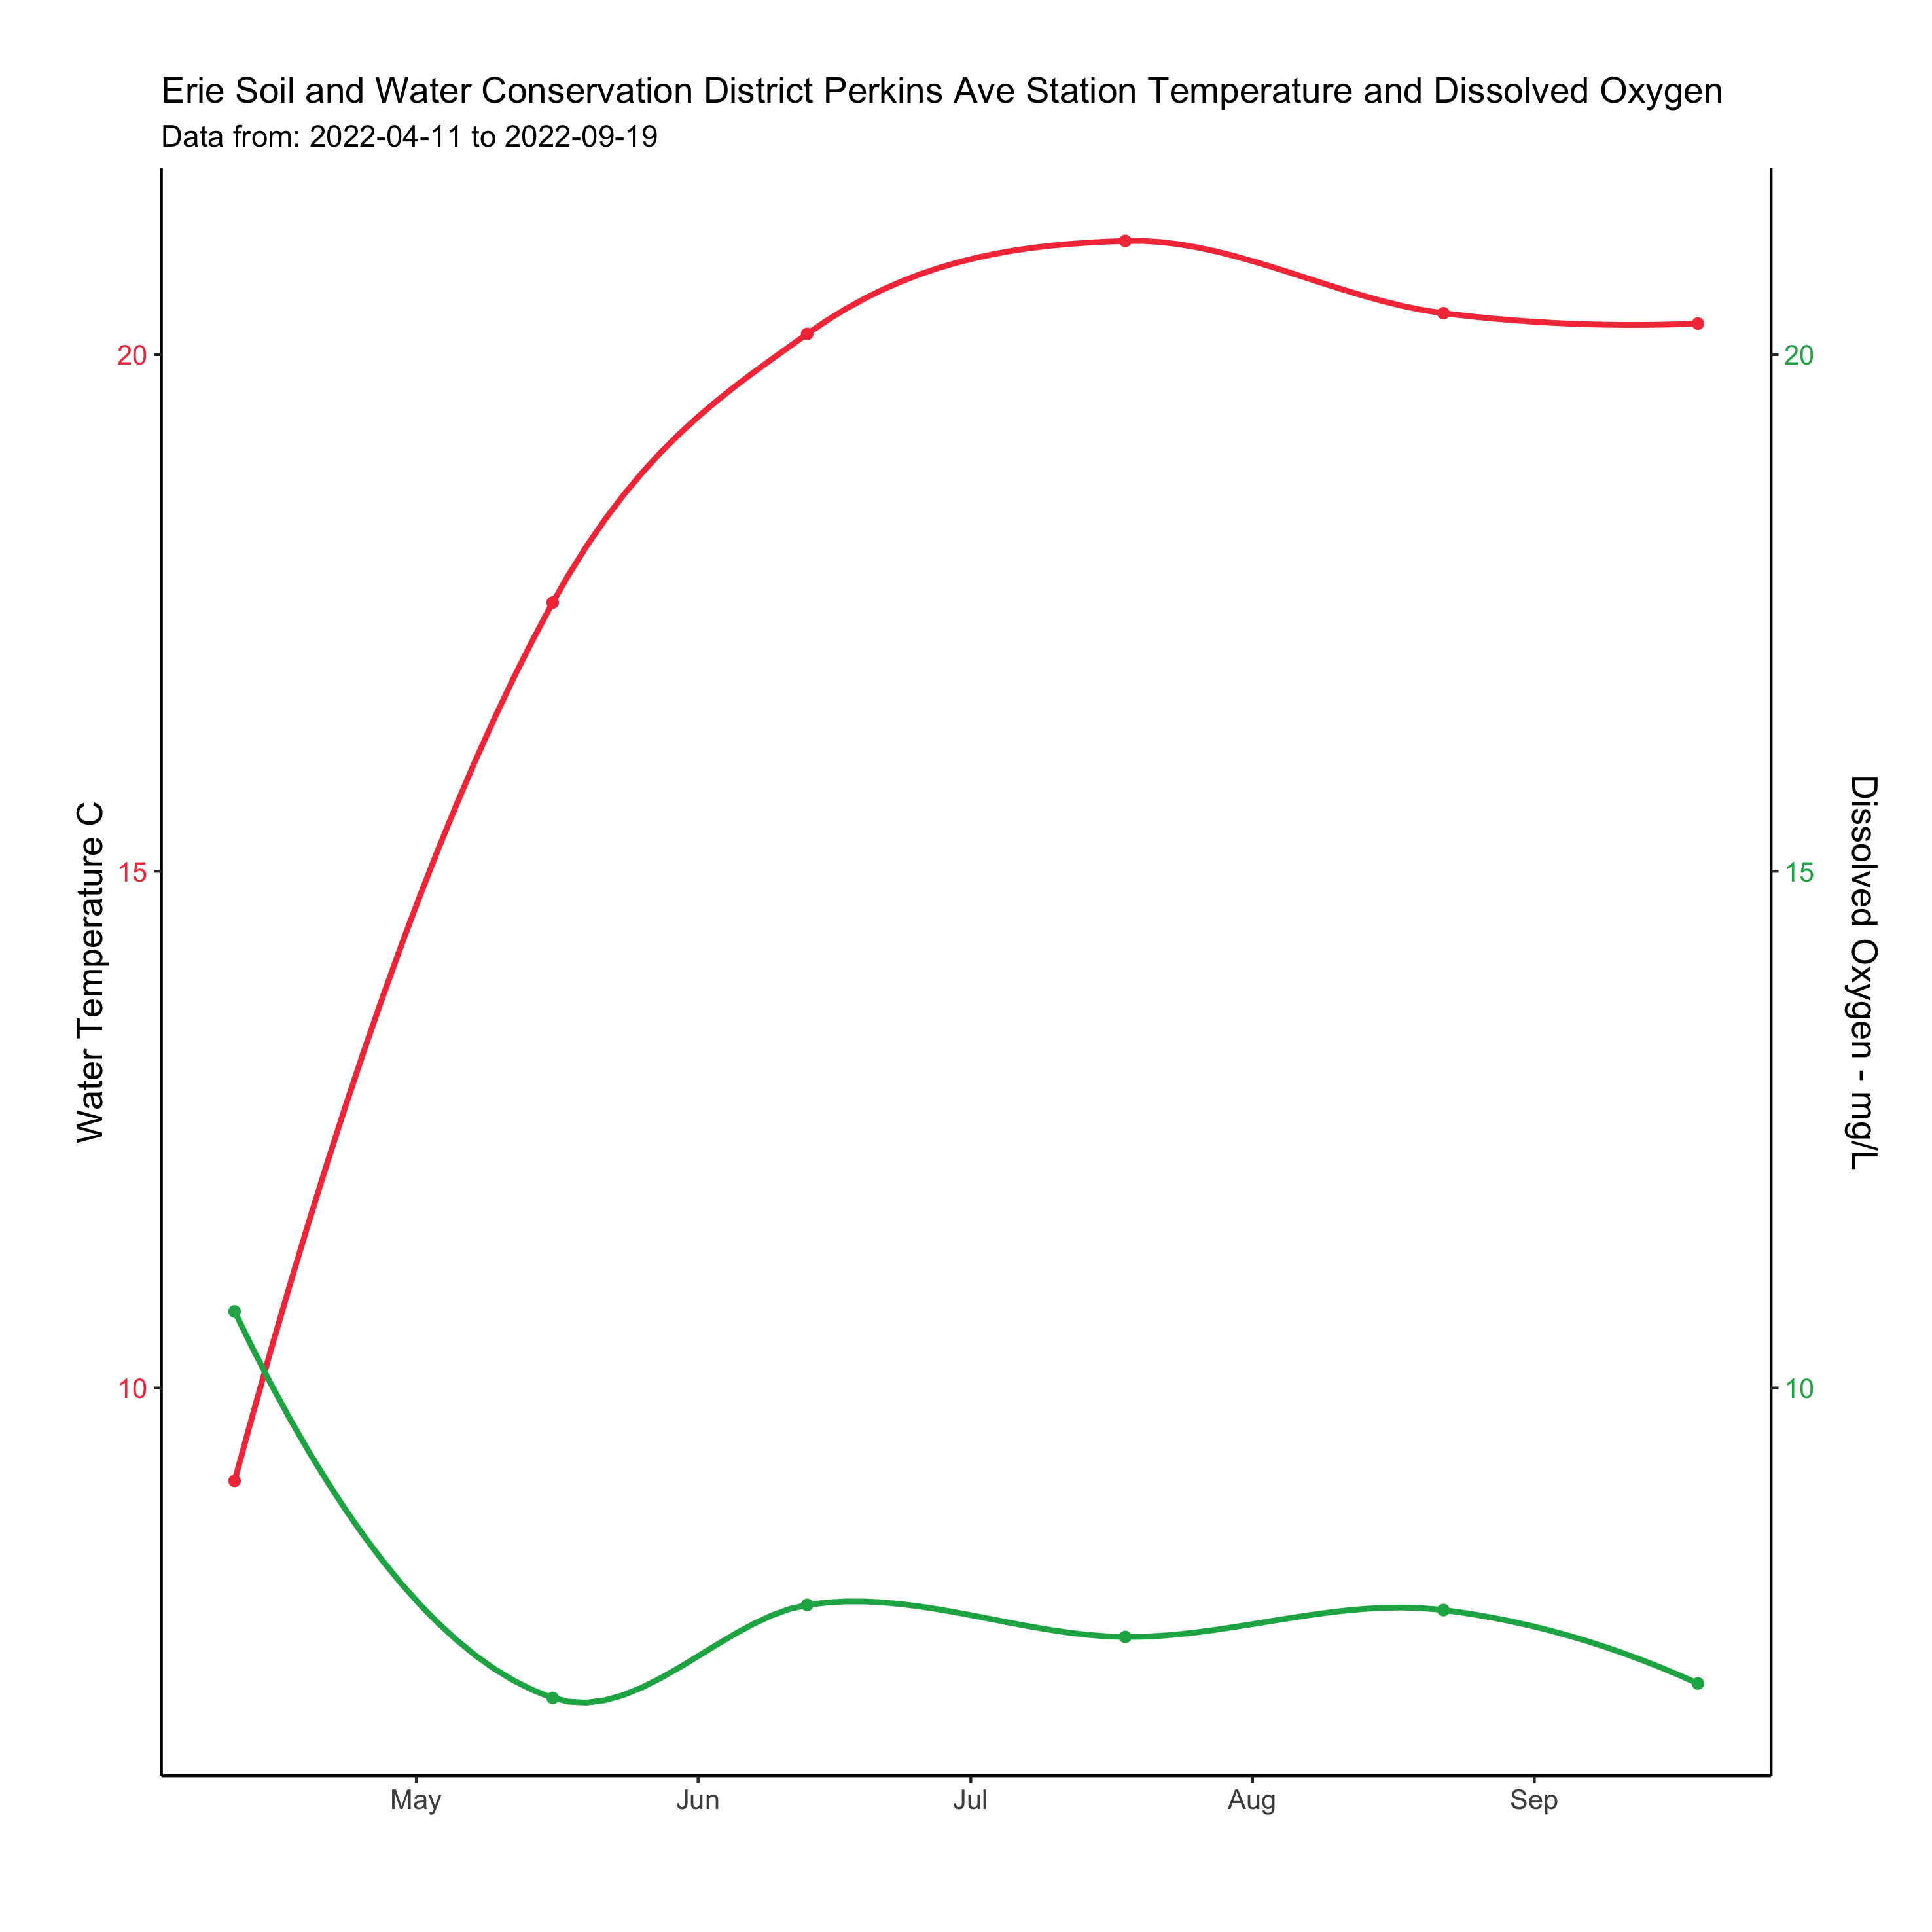 Erie Soil and Water Conservation District Perkins Ave Station Temperature and Dissolved Oxygen
Data from: 2022-04-11 to 2022-09-19
Water Temperature C
20
15
10
20
15
10
Dissolved Oxygen - mg/L
May Jun Jul Aug Sep